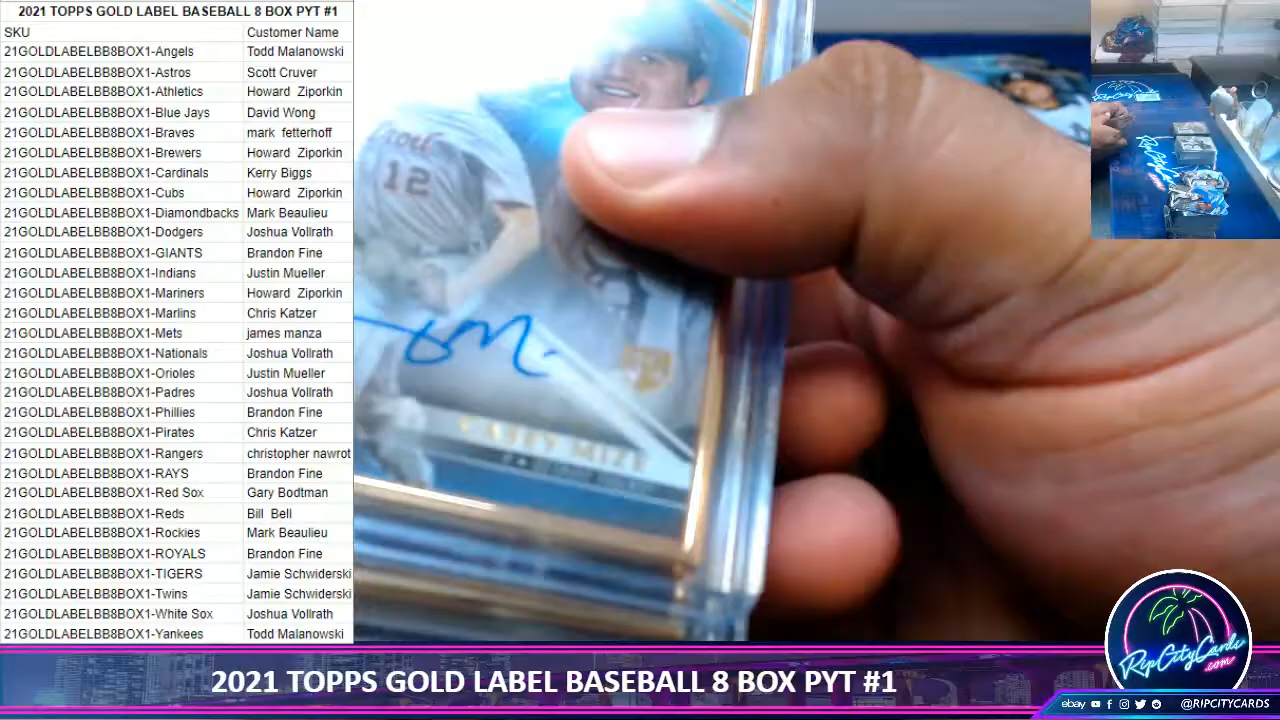 2021 TOPPS GOLD LABEL BASEBALL 8 BOX PYT #1
SKU Customer Name
21GOLDLABELBB8BOX1-Angels Todd Malanowski
21GOLDLABELBB8BOX1-Astros Scott Cruver
21GOLDLABELBB8BOX1-Athletics Howard Ziporkin
21GOLDLABELBB8BOX1-Blue Jays David Wong
21GOLDLABELBB8BOX1-Braves mark fetterhoff
21GOLDLABELBB8BOX1-Brewers Howard Ziporkin
21GOLDLABELBB8BOX1-Cardinals Kerry Biggs
21GOLDLABELBB8BOX1-Cubs Howard Ziporkin
21GOLDLABELBB8BOX1-Diamondbacks Mark Beaulieu
21GOLDLABELBB8BOX1-Dodgers Joshua Vollrath
21GOLDLABELBB8BOX1-GIANTS Brandon Fine
21GOLDLABELBB8BOX1-Indians Justin Mueller
21GOLDLABELBB8BOX1-Mariners Howard Ziporkin
21GOLDLABELBB8BOX1-Marlins Chris Katzer
21GOLDLABELBB8BOX1-Mets james manza
21GOLDLABELBB8BOX1-Nationals Joshua Vollrath
21GOLDLABELBB8BOX1-Orioles Justin Mueller
21GOLDLABELBB8BOX1-Padres Joshua Vollrath
21GOLDLABELBB8BOX1-Phillies Brandon Fine
21GOLDLABELBB8BOX1-Pirates Chris Katzer
21GOLDLABELBB8BOX1-Rangers christopher nawrot
21GOLDLABELBB8BOX1-RAYS Brandon Fine
21GOLDLABELBB8BOX1-Red Sox Gary Bodtman
21GOLDLABELBB8BOX1-Reds Bill Bell
21GOLDLABELBB8BOX1-Rockies Mark Beaulieu
21GOLDLABELBB8BOX1-ROYALS Brandon Fine
21GOLDLABELBB8BOX1-TIGERS Jamie Schwiderski
21GOLDLABELBB8BOX1-Twins Jamie Schwiderski
21GOLDLABELBB8BOX1-White Sox Joshua Vollrath
21GOLDLABELBB8BOX1-Yankees Todd Malanowski
12
CASEY MIZE
RipCityCards
.com
2021 TOPPS GOLD LABEL BASEBALL 8 BOX PYT #1
ebay @RIPCITYCARDS